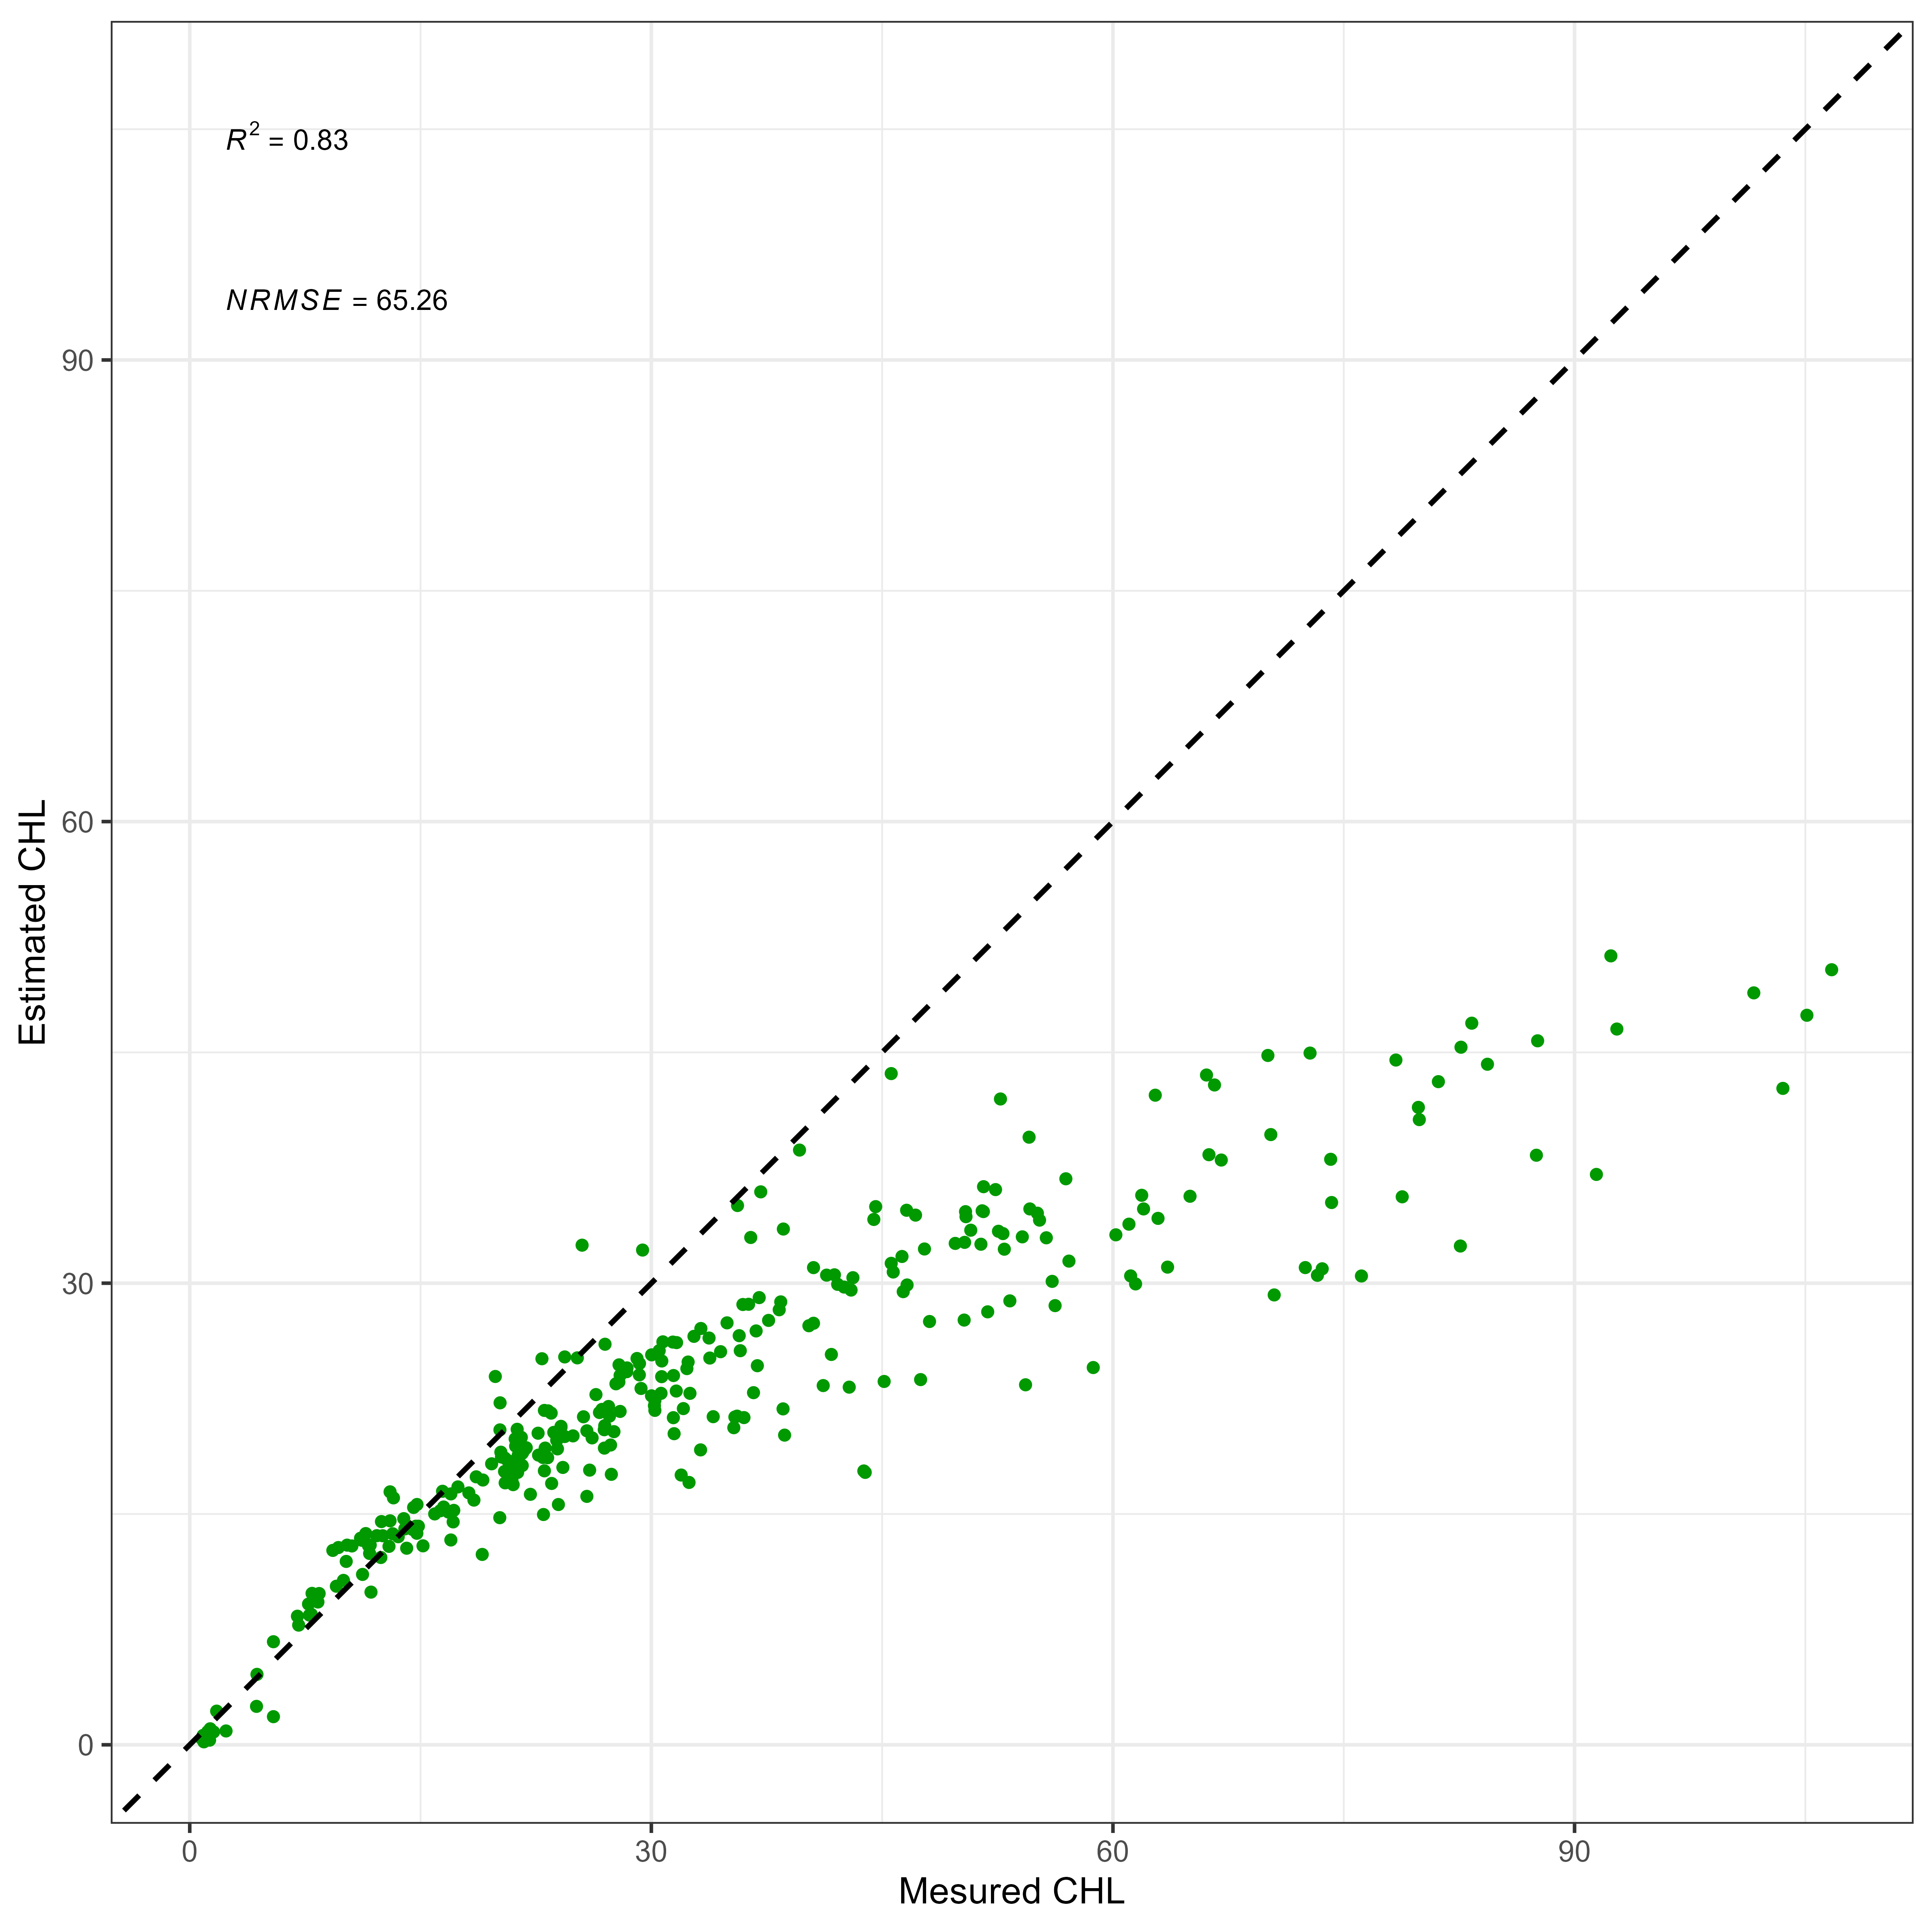 R² = 0.83
NRMSE = 65.26
90
60
30
0
Estimated CHL
0 30 60 90
Mesured CHL